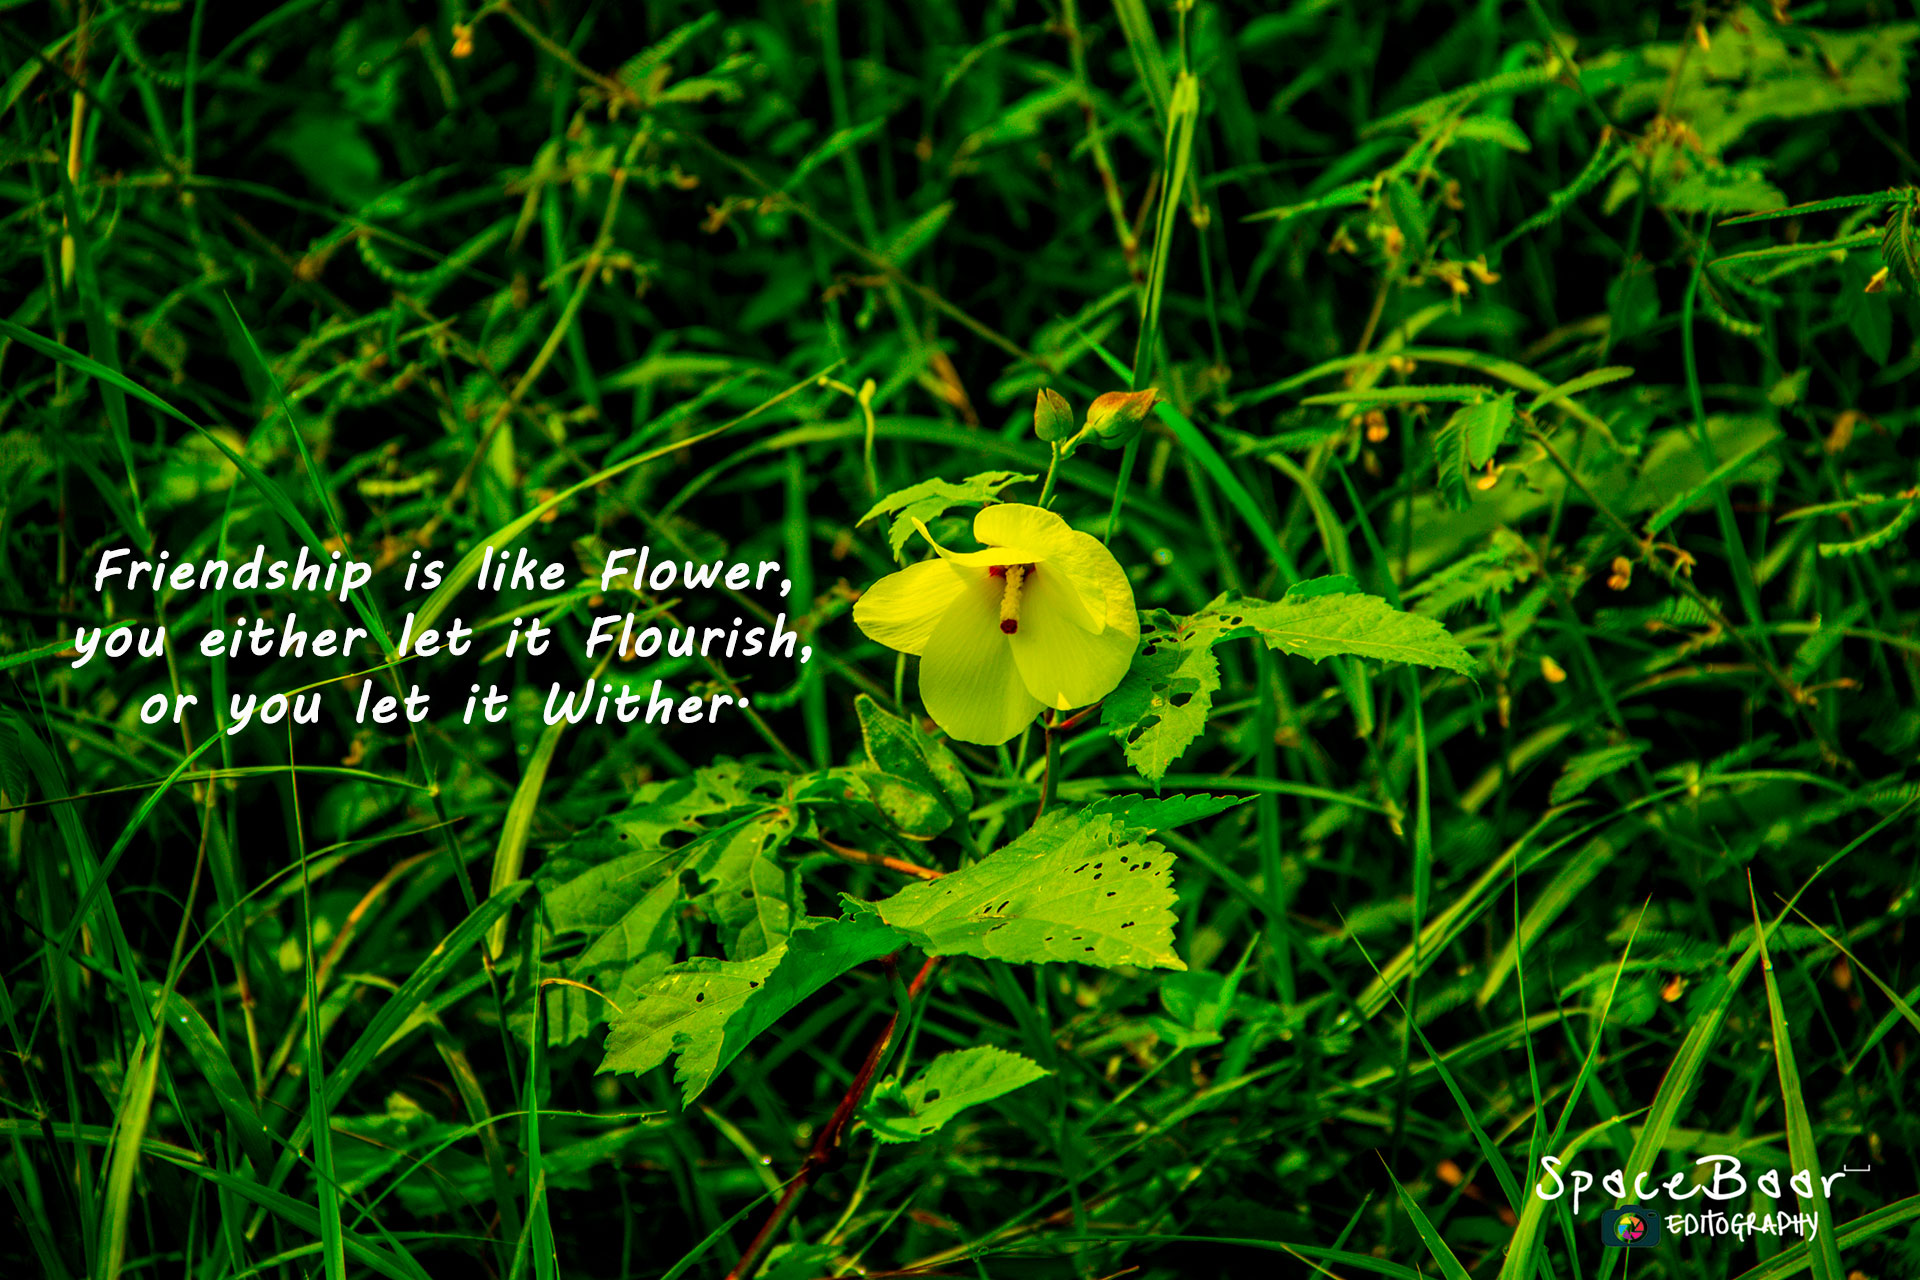 Friendship is like Flower,
you either let it Flourish,
or you let it Wither.
SpaceBaar
EDITOGRAPHY